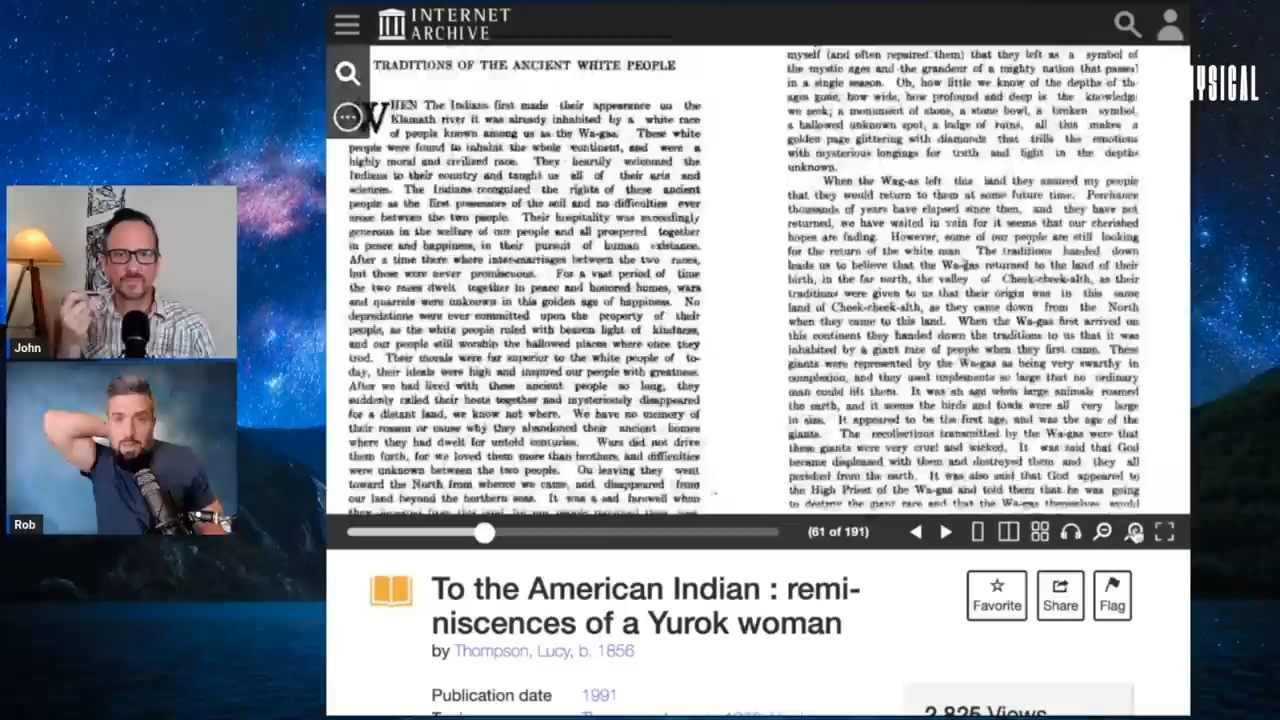 INTERNET
ARCHIVE
YSICAL
TRADITIONS OF THE ANCIENT WHITE PEOPLE
WHEN The Indians first made their appearence on the
Klamath river it was already inhabited by a white race
of people known among us as the Wa-gas. These white
people were found to inhabit the whole continent, and were a
highly moral and civilized race. They heartily welcomed the
Indians to their country and taught us all of their arts and
sciences. The Indians recognized the rights of these ancient
people as the first possessors of the soil and no difficulties ever
arose between the two people. Their hospitality was exceedingly
generous in the welfare of our people and all prospered together
in peace and happiness, in their pursuit of human existance.
After a time there where inter-marriages between the two races,
but these were never promiscuous. For a vast period of time
the two races dwelt together in peace and honored homes, wars
and quarrels were unknown in this golden age of happiness. No
depredations were ever committed upon the property of their
people, as the white people ruled with beacon light of kindness,
and our people still worship the hallowed places where once they
trod. Their morals were far superior to the white people of to-
day, their ideals were high and inspired our people with greatness.
After we had lived with these ancient people so long, they
suddenly called their hosts together and mysteriously disappeared
for a distant land, we know not where. We have no memory of
their reason or cause why they abandoned their ancient homes
where they had dwelt for untold centuries. Wars did not drive
them forth, for we loved them more than brothers, and difficulties
were unknown between the two people. On leaving they went
toward the North from whence we came, and disappeared from
our land beyond the northern seas. It was a sad farewell when
myself (and often repaired them) that they left as a symbol of
the mystic ages and the grandeur of a mighty nation that passed
in a single season. Oh, how little we know of the depths of the
ages gone, how wide, how profound and deep is the knowledge
we seek; a monument of stone, a stone bowl, a broken symbol,
a hallowed unknown spot, a lodge of ruins, all this makes a
golden page glittering with diamonds that trills the emotions
with mysterious longings for truth and light in the depths
unknown.
When the Wag-as left this land they assured my people
that they would return to them at some future time. Perchance
thousands of years have elapsed since then, and they have not
returned, we have waited in vain for it seems that our cherished
hopes are fading. However, some of our people are still looking
for the return of the white man. The traditions handed down
leads us to believe that the Wa-gas returned to the land of their
birth, in the far north, the valley of Cheek-cheek-alth, as their
traditions were given to us that their origin was in this same
land of Cheek-cheek-alth, as they came down from the North
when they came to this land. When the Wa-gas first arrived on
this continent they handed down the traditions to us that it was
inhabited by a giant race of people when they first came. These
giants were represented by the Wa-gas as being very swarthy in
complexion, and they used implements so large that no ordinary
man could lift them. It was an age when large animals roamed
the earth, and it seems the birds and fowls were all very large
in size. It appeared to be the first age, and was the age of the
giants. The recollections transmitted by the Wa-gas were that
these giants were very cruel and wicked. It was said that God
became displeased with them and destroyed them and they all
perished from the earth. It was also said that God appeared to
the High Priest of the Wa-gas and told them that he was going
to destroy the giant race and that the Wa-gas themselves would
John
Rob
(61 of 191)
To the American Indian : remi-
niscences of a Yurok woman
by Thompson, Lucy, b. 1856
Favorite
Share
Flag
Publication date 1991
2,825 Views